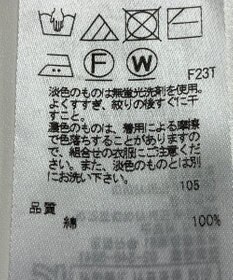 F23T
F
W
淡色のものは無蛍光洗剤を使用。
よくすすぎ、絞りの後すぐに干
すこと。
濃色のものは、着用による摩擦
で色落ちすることがありますの
で、組合せの衣服にご注意くだ
さい。また、淡色のものとは別
にお洗い下さい。
105
品質
綿 100%